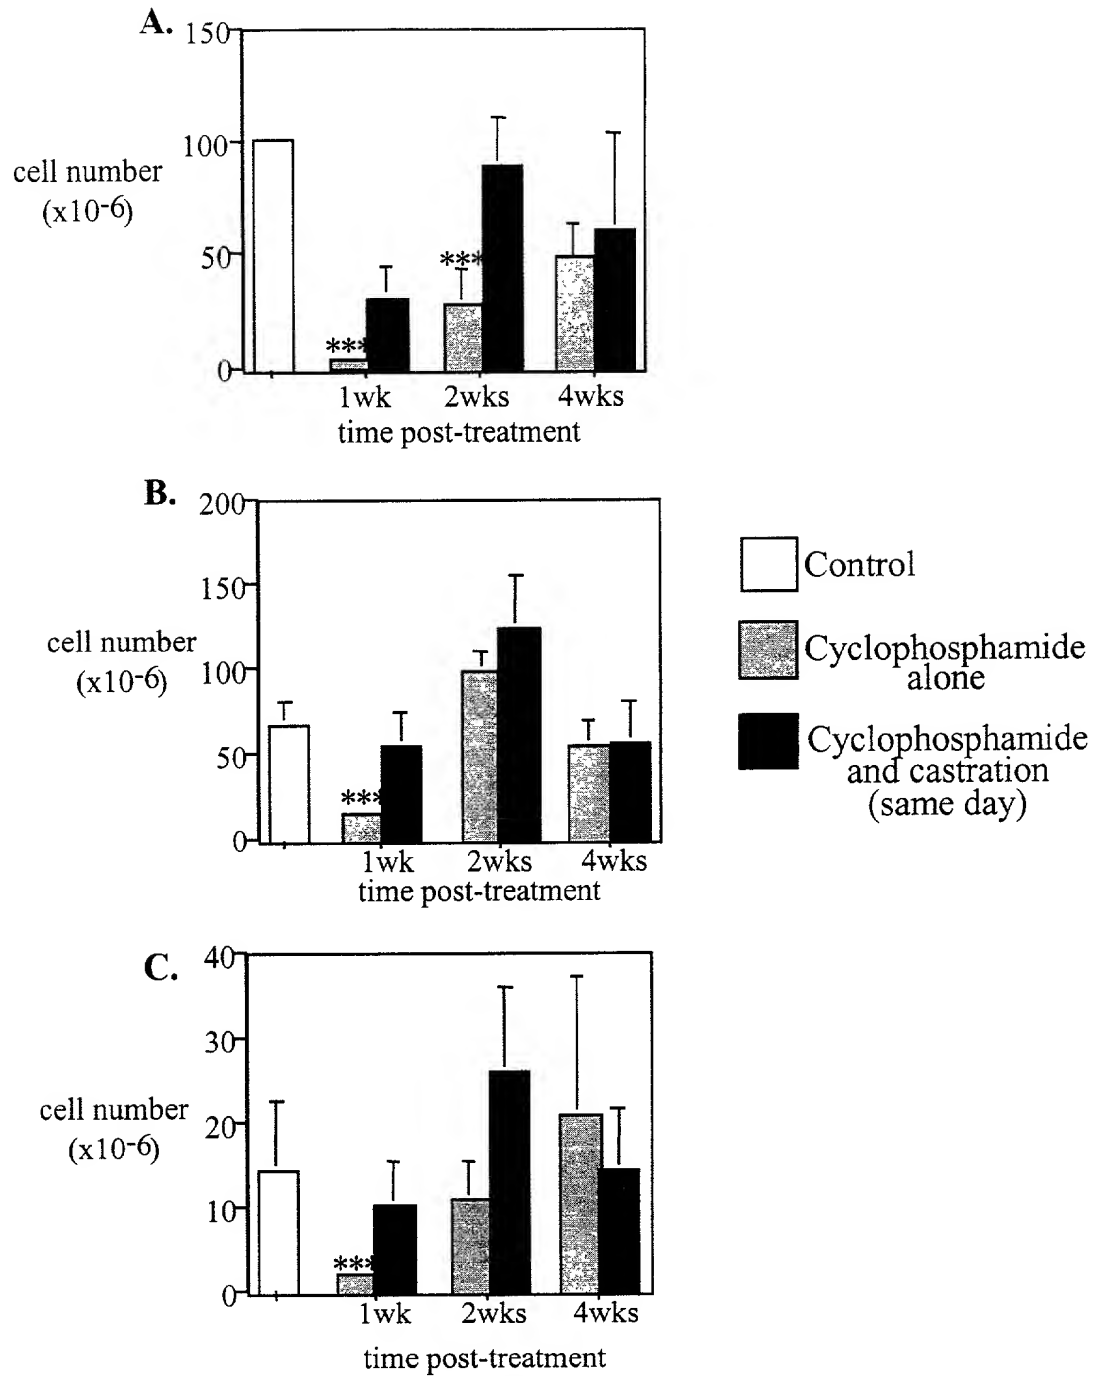 A.
150
100
50
0
cell number
(x10-6)
***
***
1wk 2wks 4wks
time post-treatment
B.
200
150
100
50
0
cell number
(x10-6)
***
1wk 2wks 4wks
time post-treatment
Control
Cyclophosphamide
alone
Cyclophosphamide
and castration
(same day)
C.
40
30
20
10
0
cell number
(x10-6)
***
1wk 2wks 4wks
time post-treatment